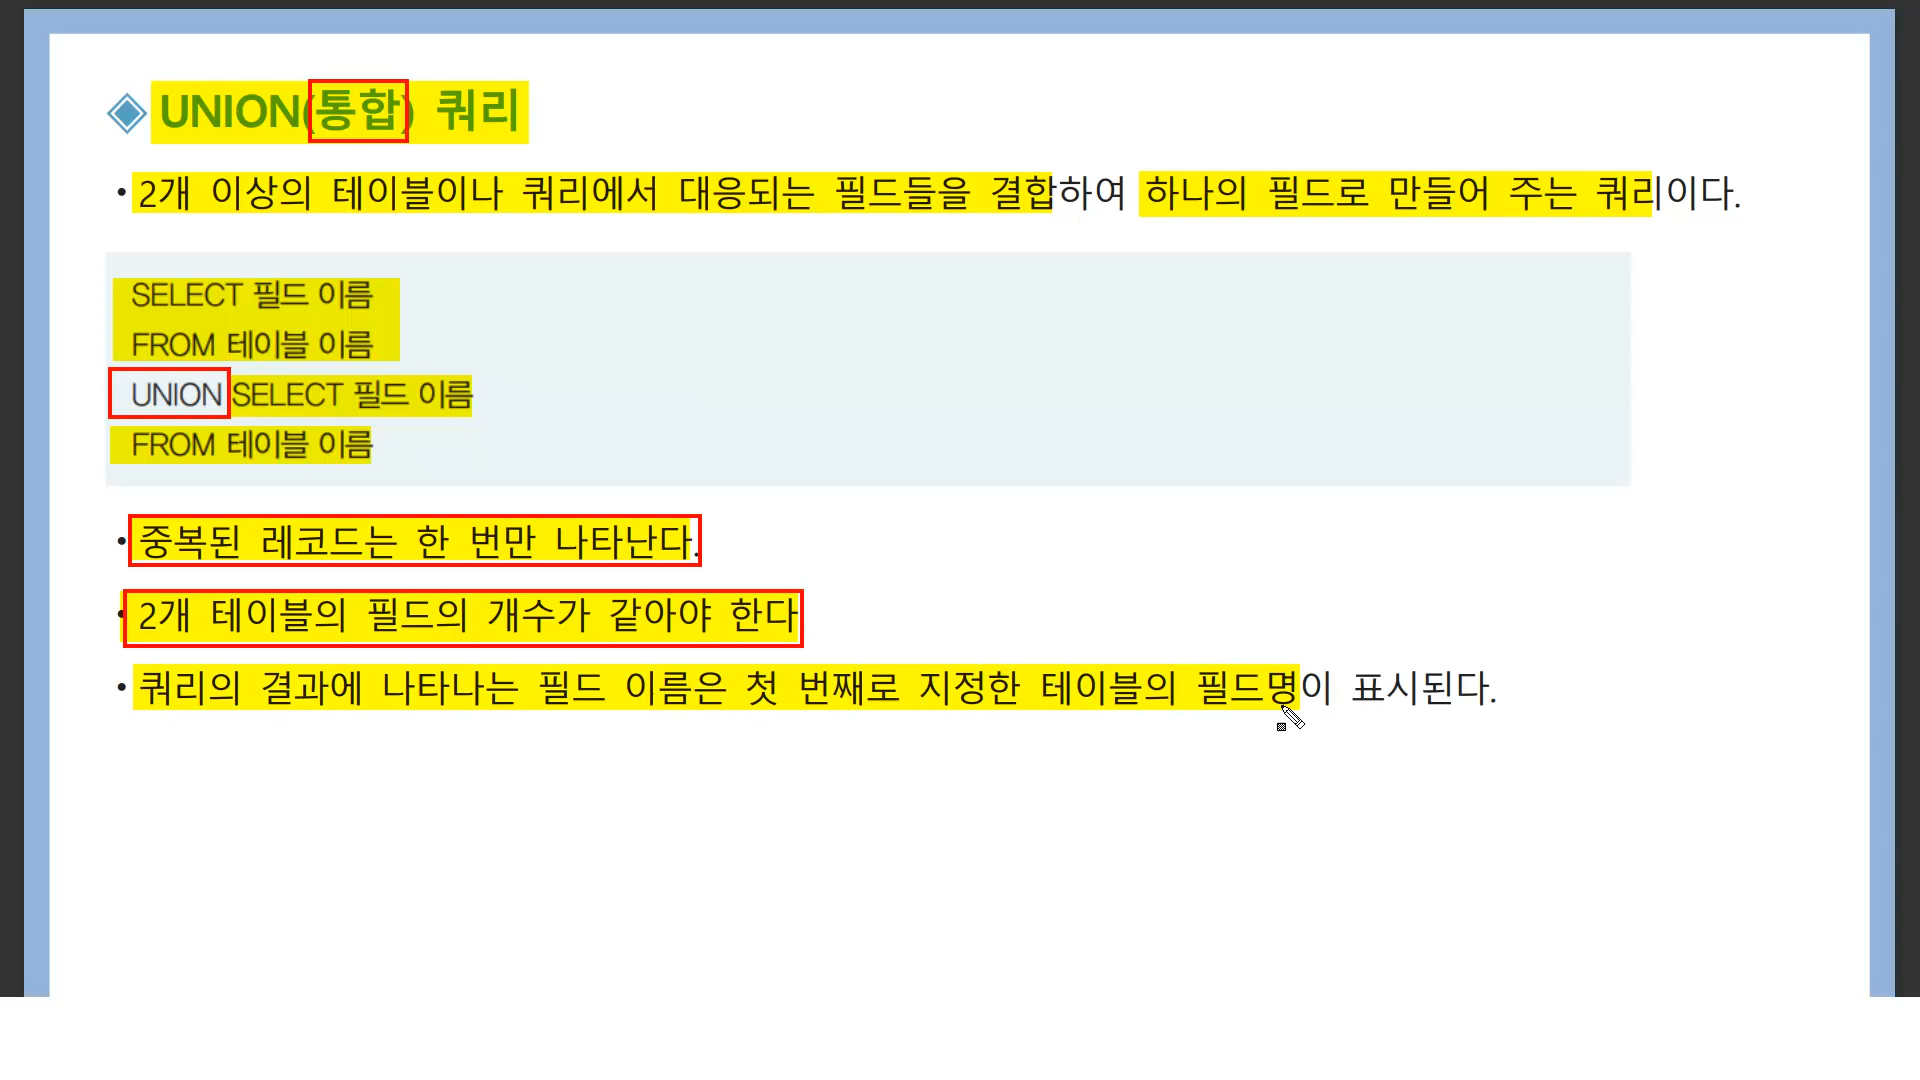 UNION(통합) 쿼리
• 2개 이상의 테이블이나 쿼리에서 대응되는 필드들을 결합하여 하나의 필드로 만들어 주는 쿼리이다.
SELECT 필드 이름
FROM 테이블 이름
UNION SELECT 필드 이름
FROM 테이블 이름
• 중복된 레코드는 한 번만 나타난다.
• 2개 테이블의 필드의 개수가 같아야 한다
• 쿼리의 결과에 나타나는 필드 이름은 첫 번째로 지정한 테이블의 필드명이 표시된다.